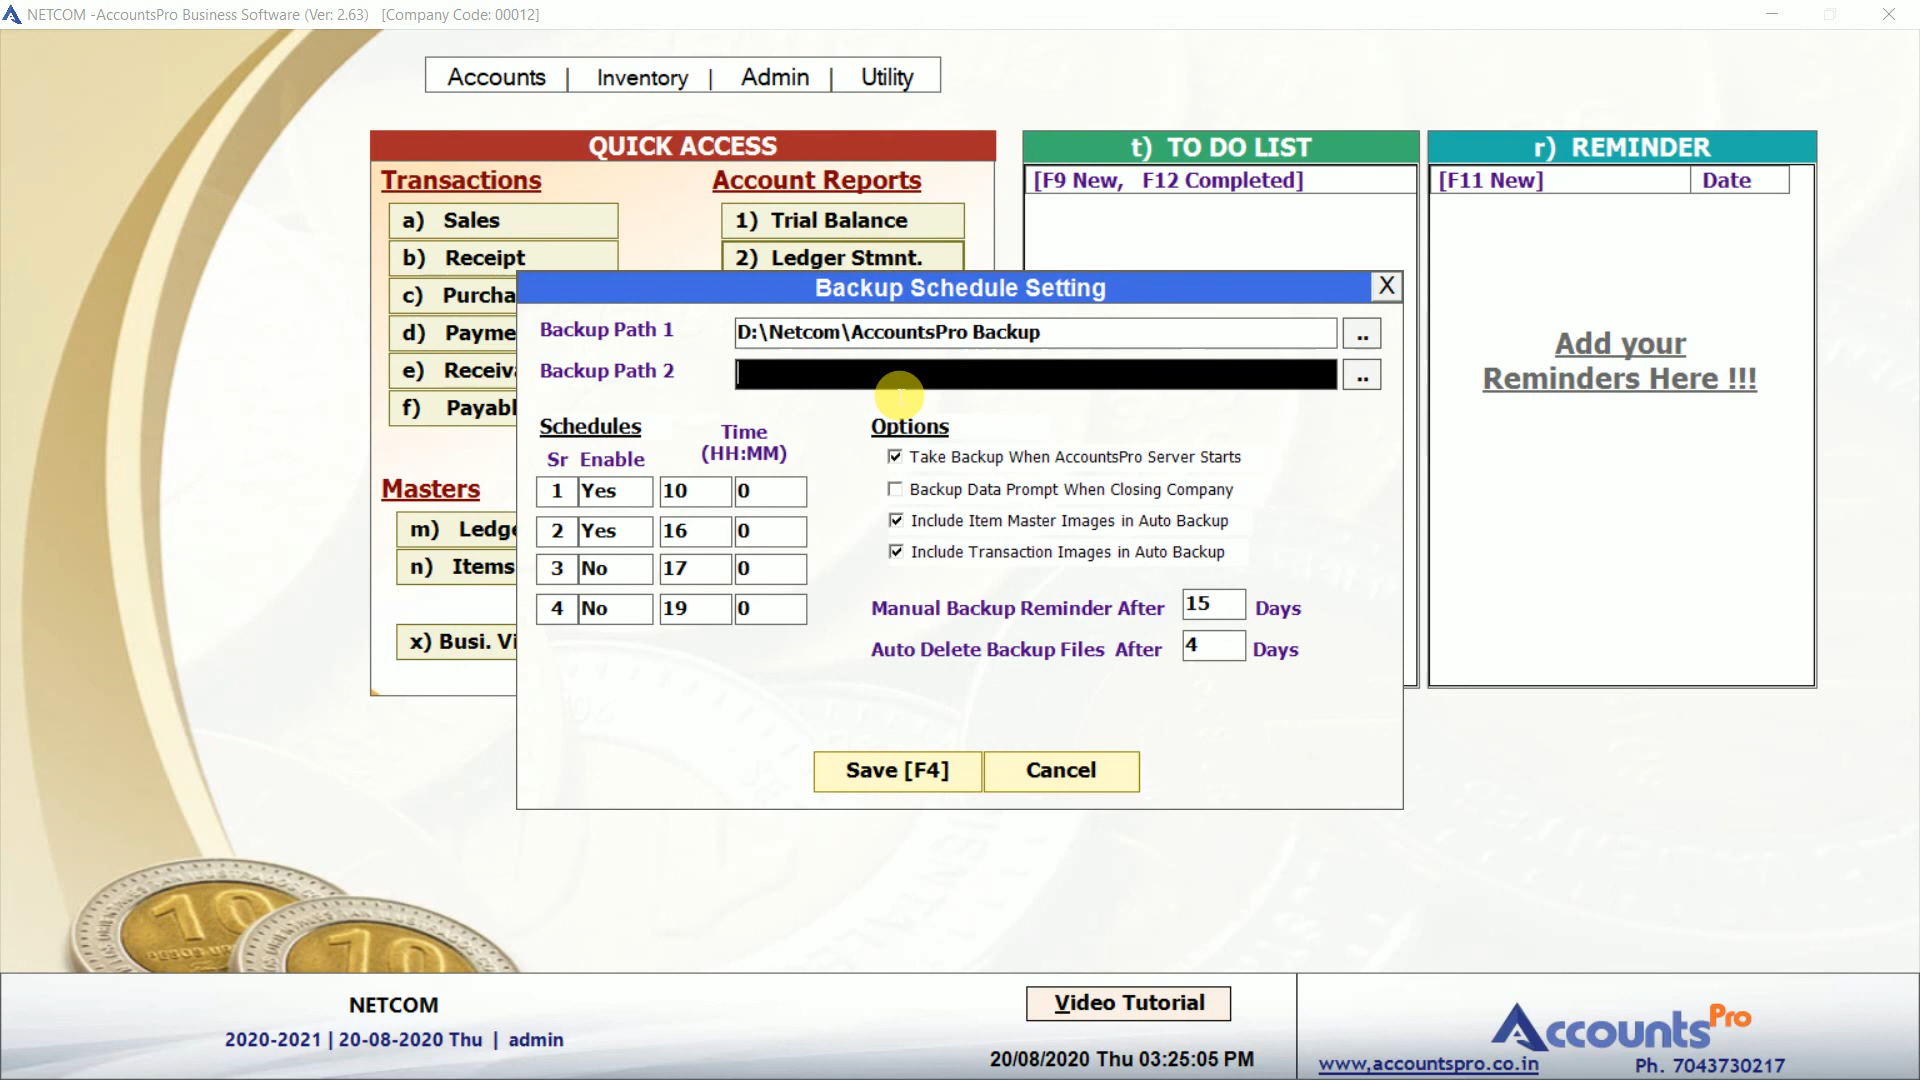 NETCOM -AccountsPro Business Software (Ver: 2.63) [Company Code: 00012]
Accounts | Inventory | Admin | Utility
QUICK ACCESS
Transactions
a) Sales
b) Receipt
c) Purcha
d) Payme
e) Receiv
f) Payabl
Masters
m) Ledge
n) Items
x) Busi. Vi
Account Reports
1) Trial Balance
2) Ledger Stmnt.
t) TO DO LIST
[F9 New, F12 Completed]
r) REMINDER
[F11 New] Date
Add your
Reminders Here !!!
Backup Schedule Setting X
Backup Path 1 D:\Netcom\AccountsPro Backup ..
Backup Path 2 ..
Schedules
Sr Enable Time (HH:MM)
1 Yes 10 0
2 Yes 16 0
3 No 17 0
4 No 19 0
Options
Take Backup When AccountsPro Server Starts
Backup Data Prompt When Closing Company
Include Item Master Images in Auto Backup
Include Transaction Images in Auto Backup
Manual Backup Reminder After 15 Days
Auto Delete Backup Files After 4 Days
Save [F4] Cancel
10
10
NETCOM
2020-2021 | 20-08-2020 Thu | admin
Video Tutorial
20/08/2020 Thu 03:25:05 PM
AccountsPro
www,accountspro.co.in Ph. 7043730217